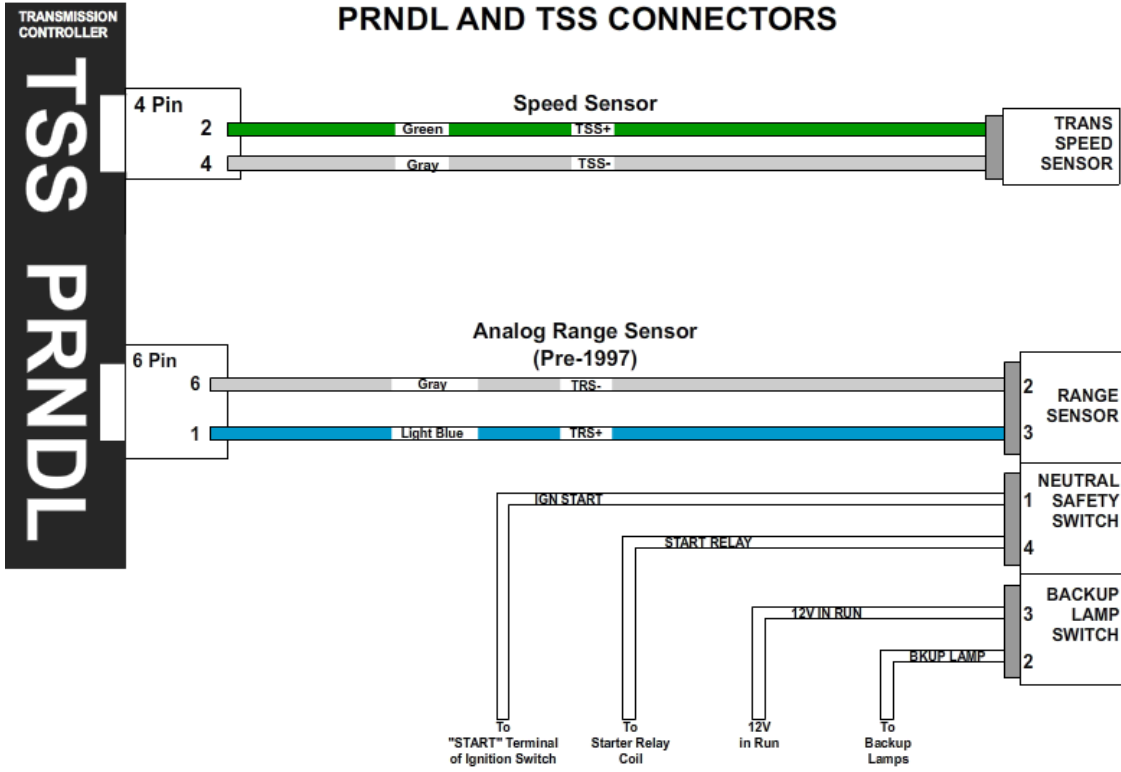 TRANSMISSION
CONTROLLER
PRNDL AND TSS CONNECTORS
TSS PRNDL
4 Pin
Speed Sensor
2
Green
TSS+
4
Gray
TSS-
TRANS
SPEED
SENSOR
Analog Range Sensor
(Pre-1997)
6 Pin
6
Gray
TRS-
2
1
Light Blue
TRS+
3
RANGE
SENSOR
NEUTRAL
SAFETY
SWITCH
IGN START
1
START RELAY
4
BACKUP
LAMP
SWITCH
12V IN RUN
3
BKUP LAMP
2
To
"START" Terminal
of Ignition Switch
To
Starter Relay
Coil
12V
in Run
To
Backup
Lamps